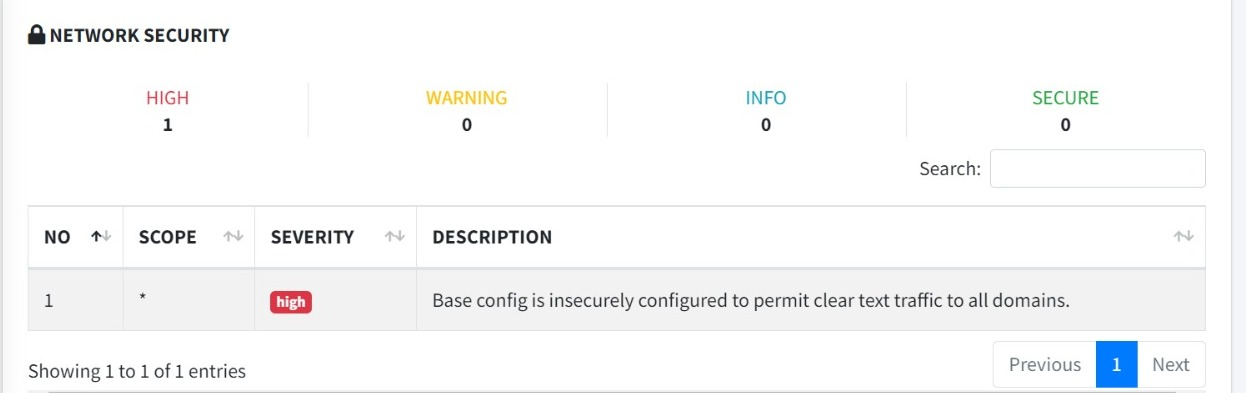 NETWORK SECURITY
HIGH WARNING INFO SECURE
1 0 0 0
Search:
NO SCOPE SEVERITY DESCRIPTION
1 * high Base config is insecurely configured to permit clear text traffic to all domains.
Showing 1 to 1 of 1 entries
Previous 1 Next